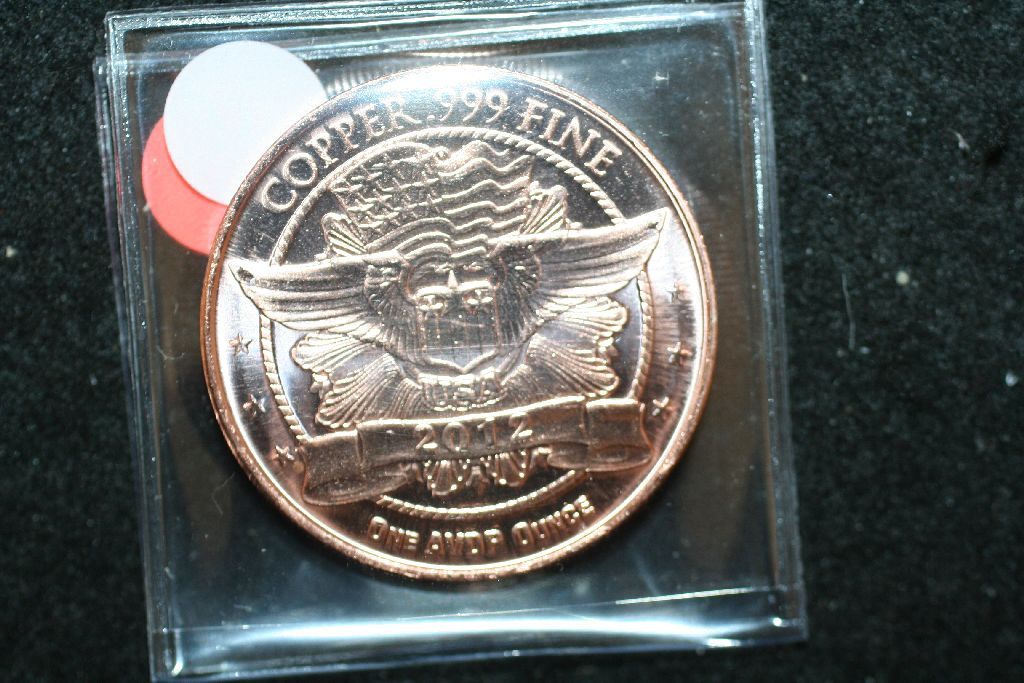 COPPER .999 FINE
USA
2012
ONE AVDP OUNCE